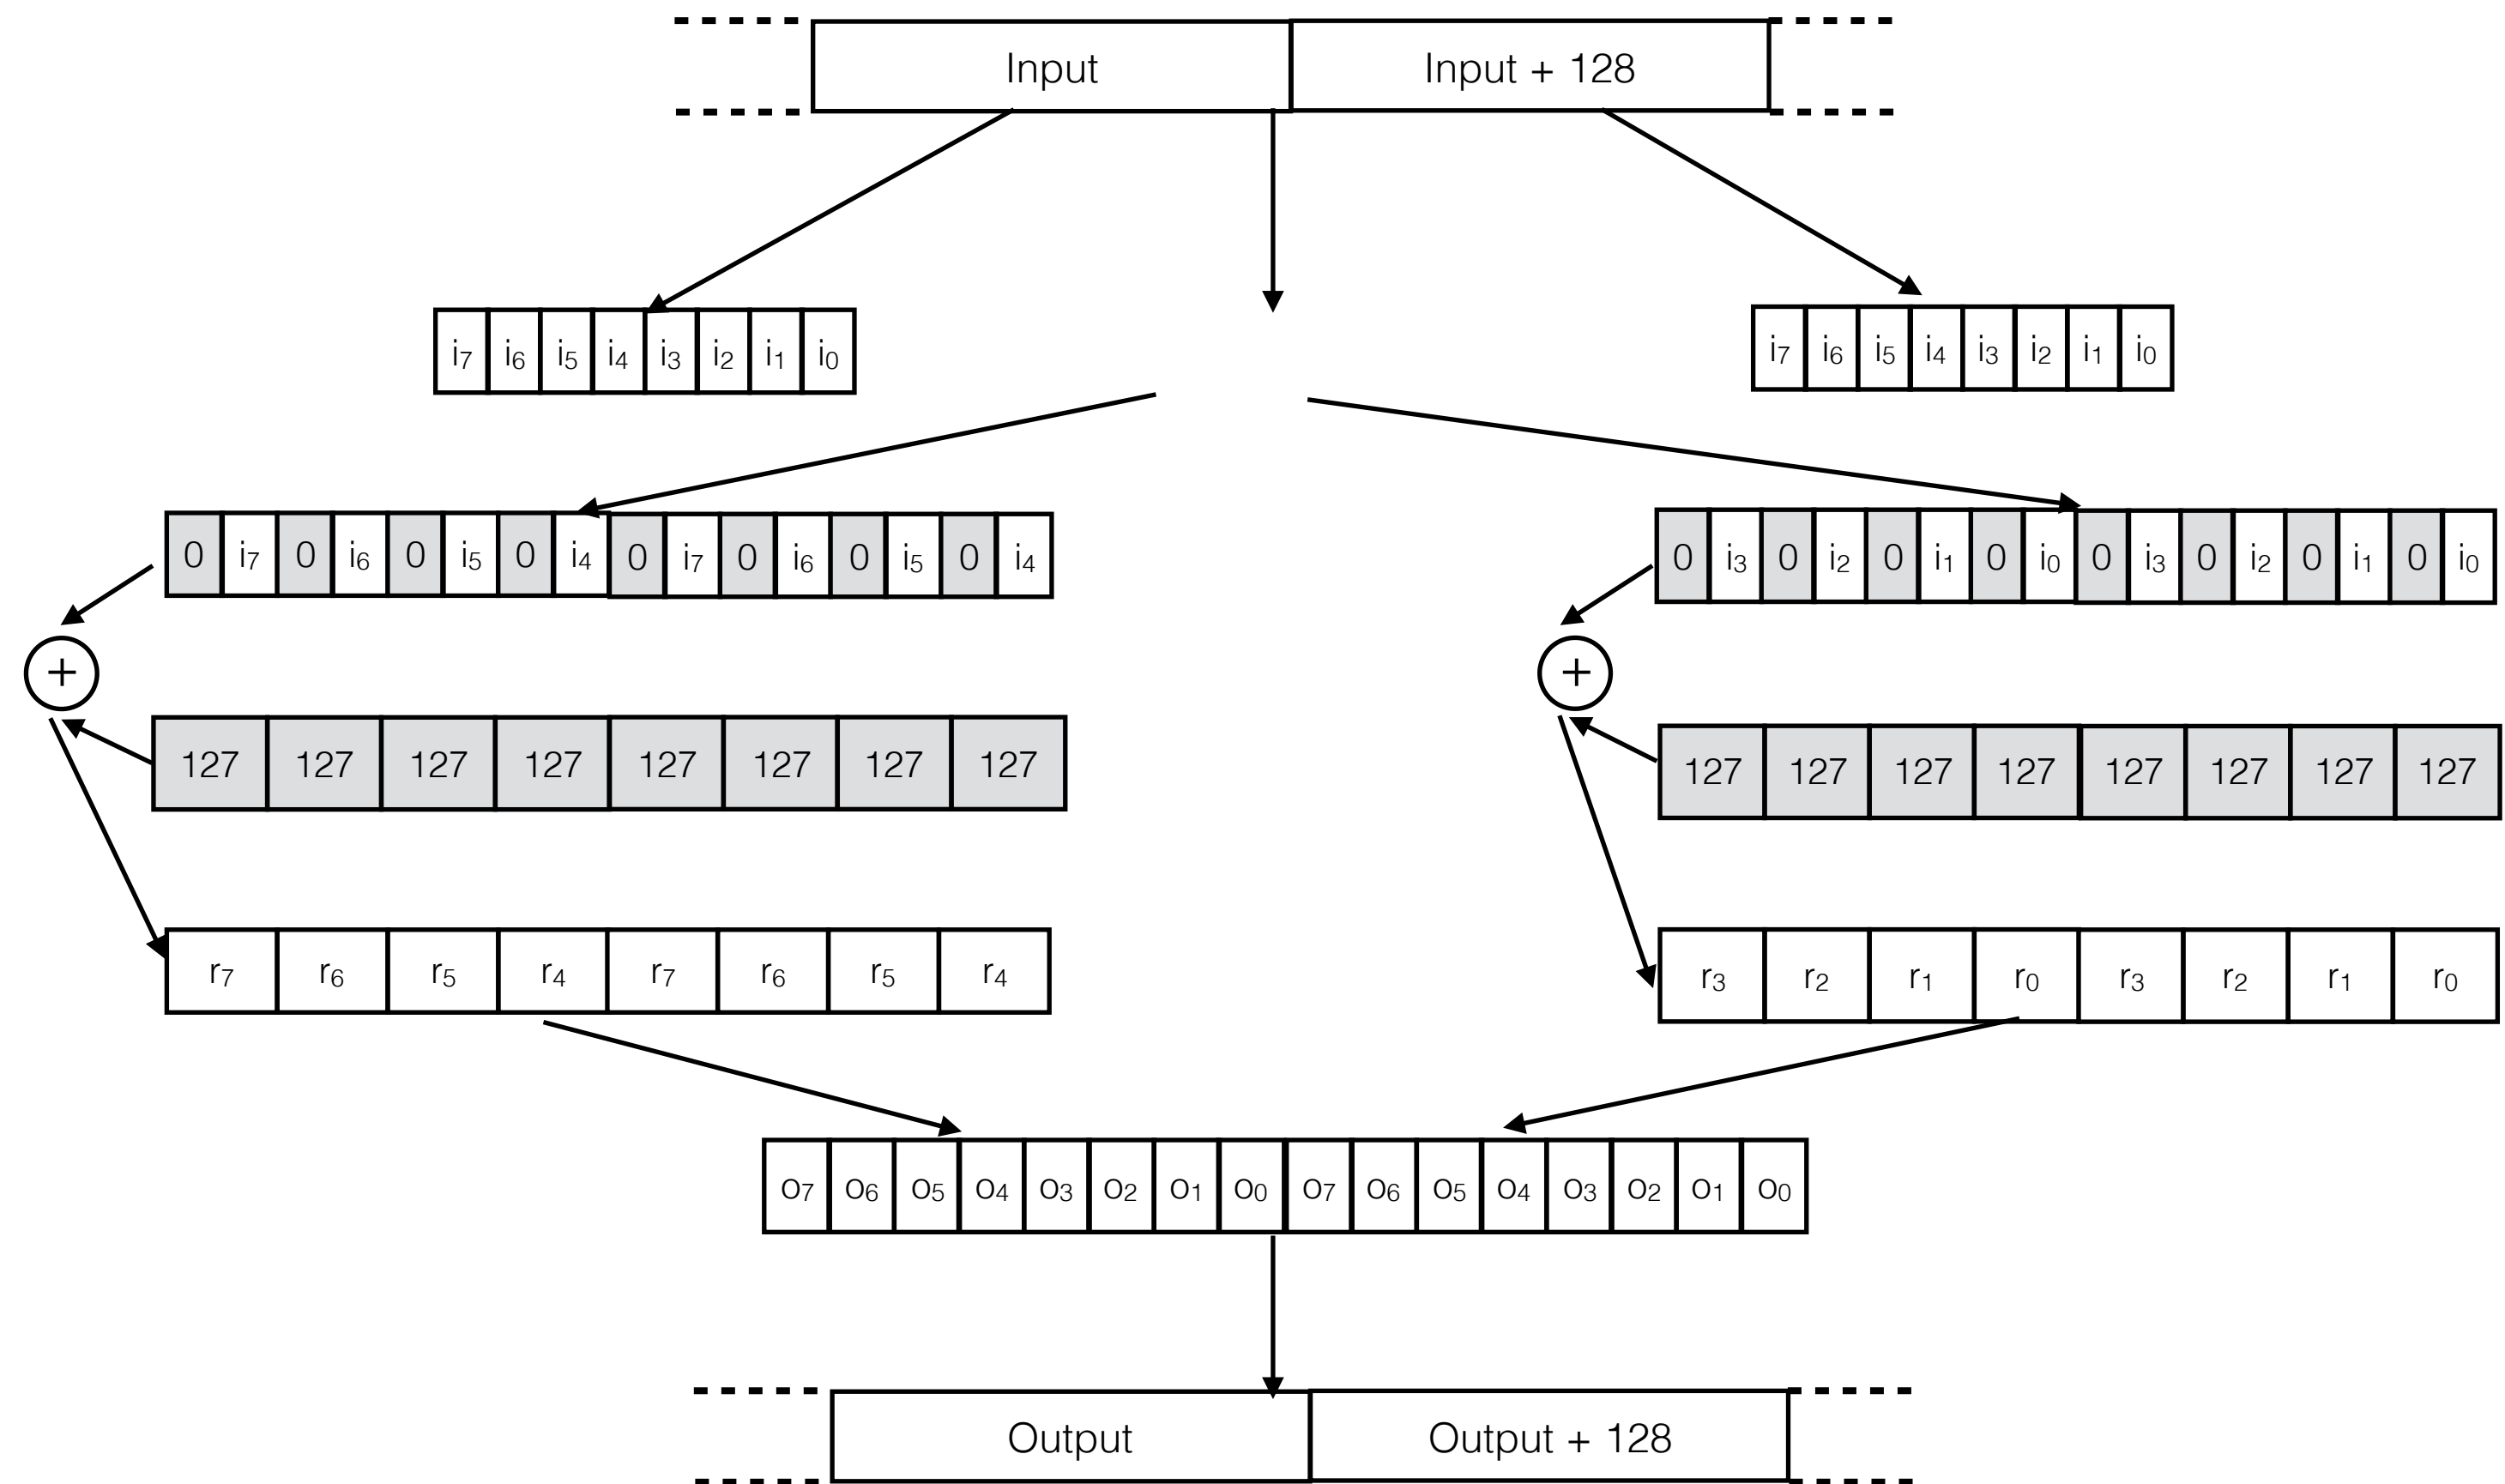 Input Input + 128
i7 i6 i5 i4 i3 i2 i1 i0 i7 i6 i5 i4 i3 i2 i1 i0
0 i7 0 i6 0 i5 0 i4 0 i7 0 i6 0 i5 0 i4 0 i3 0 i2 0 i1 0 i0 0 i3 0 i2 0 i1 0 i0
+ +
127 127 127 127 127 127 127 127 127 127 127 127 127 127 127 127
r7 r6 r5 r4 r7 r6 r5 r4 r3 r2 r1 r0 r3 r2 r1 r0
o7 o6 o5 o4 o3 o2 o1 o0 o7 o6 o5 o4 o3 o2 o1 o0
Output Output + 128